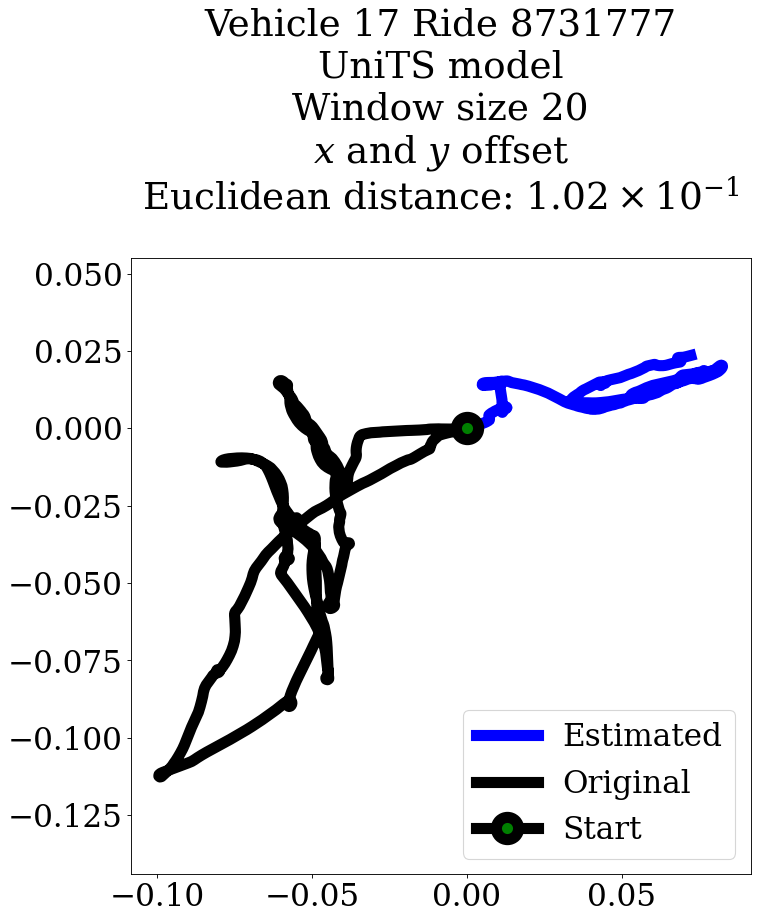 Vehicle 17 Ride 8731777
UniTS model
Window size 20
x and y offset
Euclidean distance: 1.02 × 10⁻¹
0.050
0.025
0.000
−0.025
−0.050
−0.075
−0.100
−0.125
Estimated
Original
Start
−0.10
−0.05
0.00
0.05